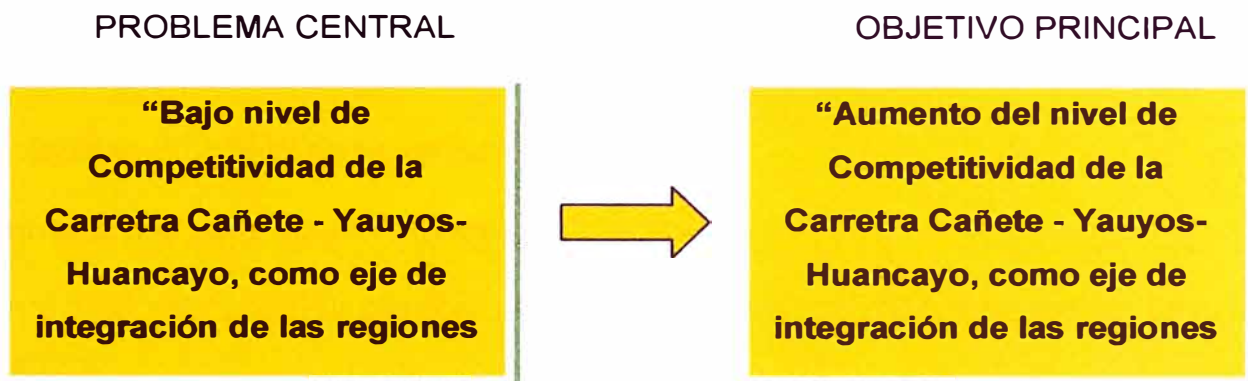 PROBLEMA CENTRAL
“Bajo nivel de
Competitividad de la
Carretra Cañete - Yauyos-
Huancayo, como eje de
integración de las regiones
OBJETIVO PRINCIPAL
“Aumento del nivel de
Competitividad de la
Carretra Cañete - Yauyos-
Huancayo, como eje de
integración de las regiones